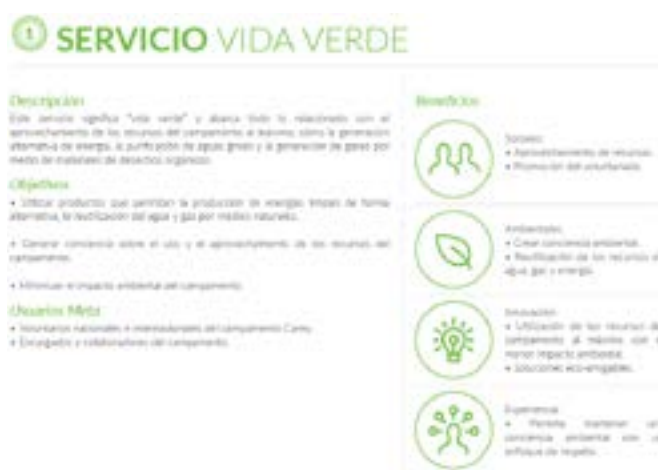 1 SERVICIO VIDA VERDE
Descripción
Este servicio significa "vida verde" y abarca todo lo relacionado con el
aprovechamiento de los recursos del campamento al máximo, cómo la generación
alternativa de energía, la purificación de aguas grises y la generación de gases por
medio de materiales de desechos orgánicos.
Objetivos
• Utilizar productos que permitan la producción de energías limpias de forma
alternativa, la reutilización del agua y gas por medios naturales.
• Generar conciencia sobre el uso y el aprovechamiento de los recursos del
campamento.
• Minimizar el impacto ambiental del campamento.
Usuarios Meta
• Voluntarios nacionales e internacionales del campamento Carey.
• Encargados y colaboradores del campamento.
Beneficios
Sociales:
• Aprovechamiento de recursos.
• Promoción del voluntariado.
Ambientales:
• Crear conciencia ambiental.
• Reutilización de los recursos
agua, gas y energía.
Innovación:
• Utilización de los recursos
campamento al máximo con
menor impacto ambiental.
• Soluciones eco-amigables.
Experiencia:
• Permite mantener
conciencia ambiental con
enfoque de respeto.